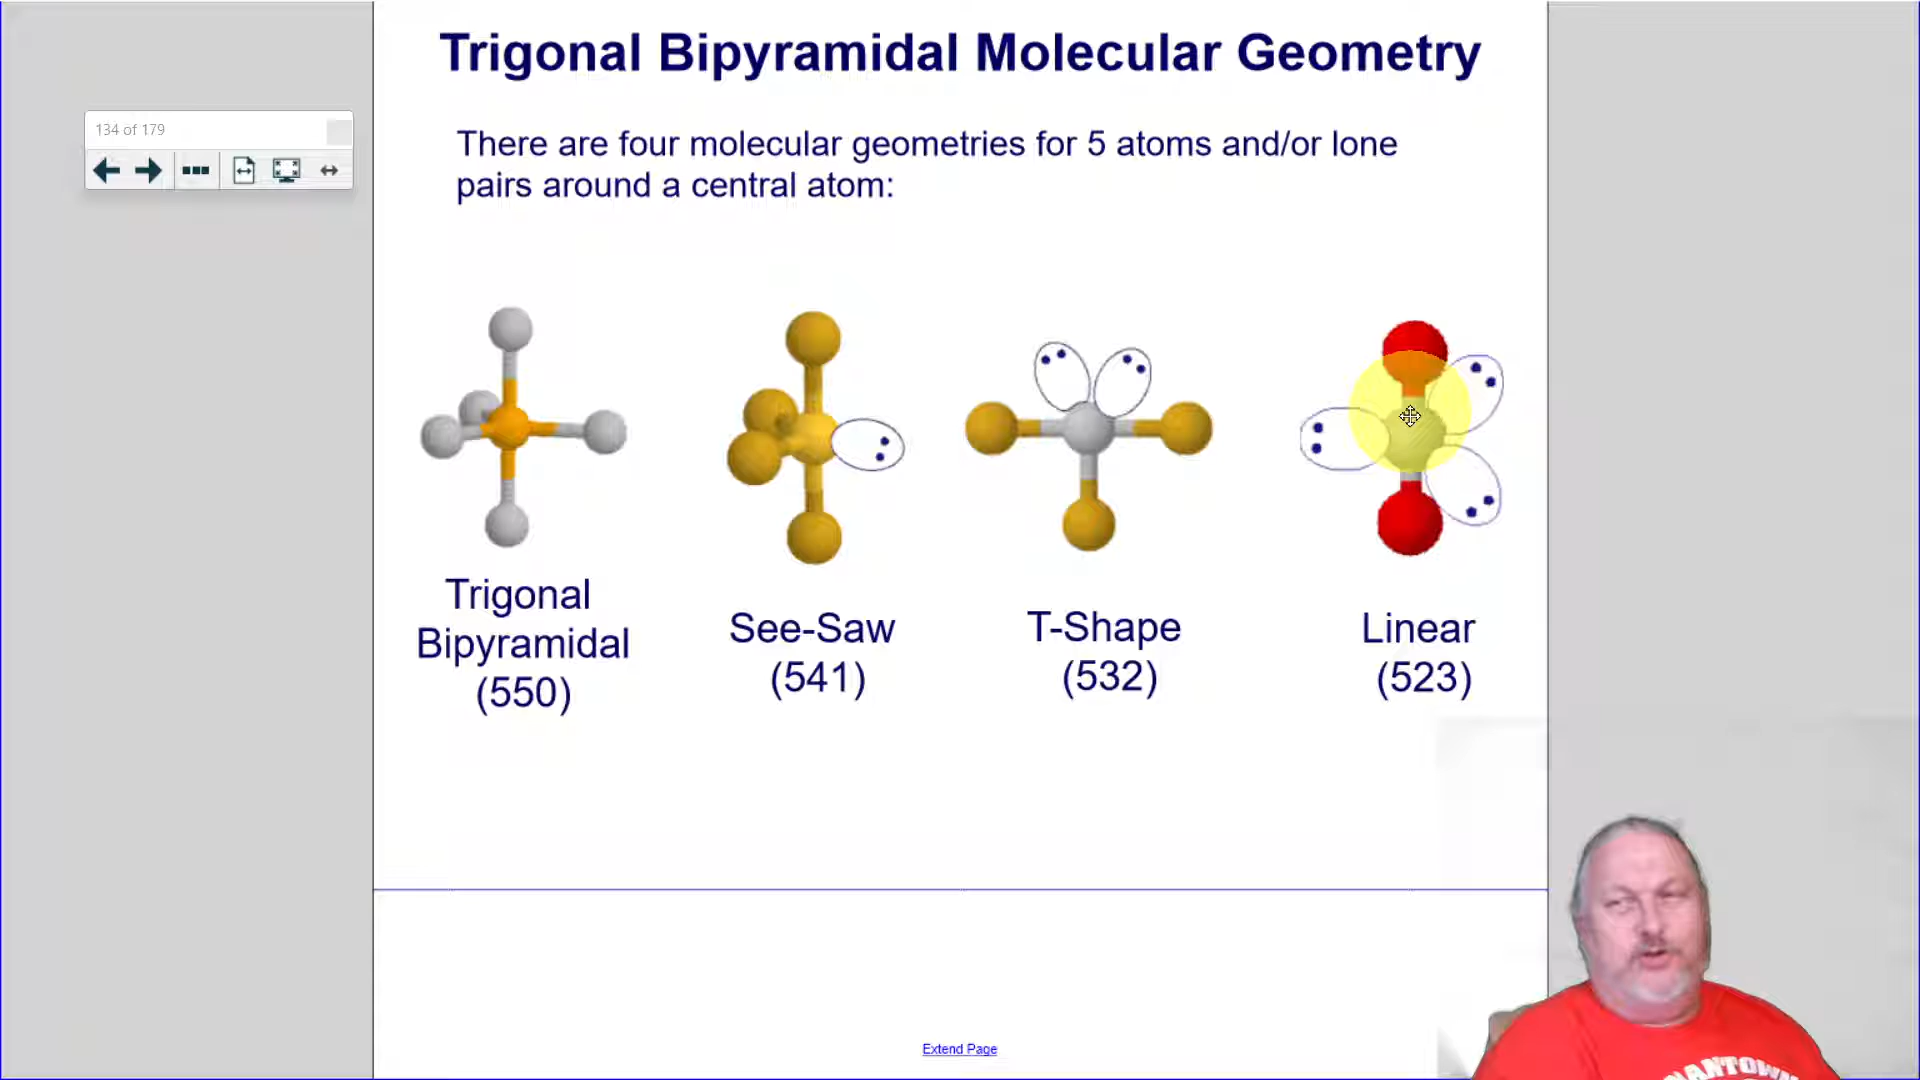 Trigonal Bipyramidal Molecular Geometry
134 of 179
There are four molecular geometries for 5 atoms and/or lone
pairs around a central atom:
Trigonal
Bipyramidal
(550)
See-Saw
(541)
T-Shape
(532)
Linear
(523)
Extend Page